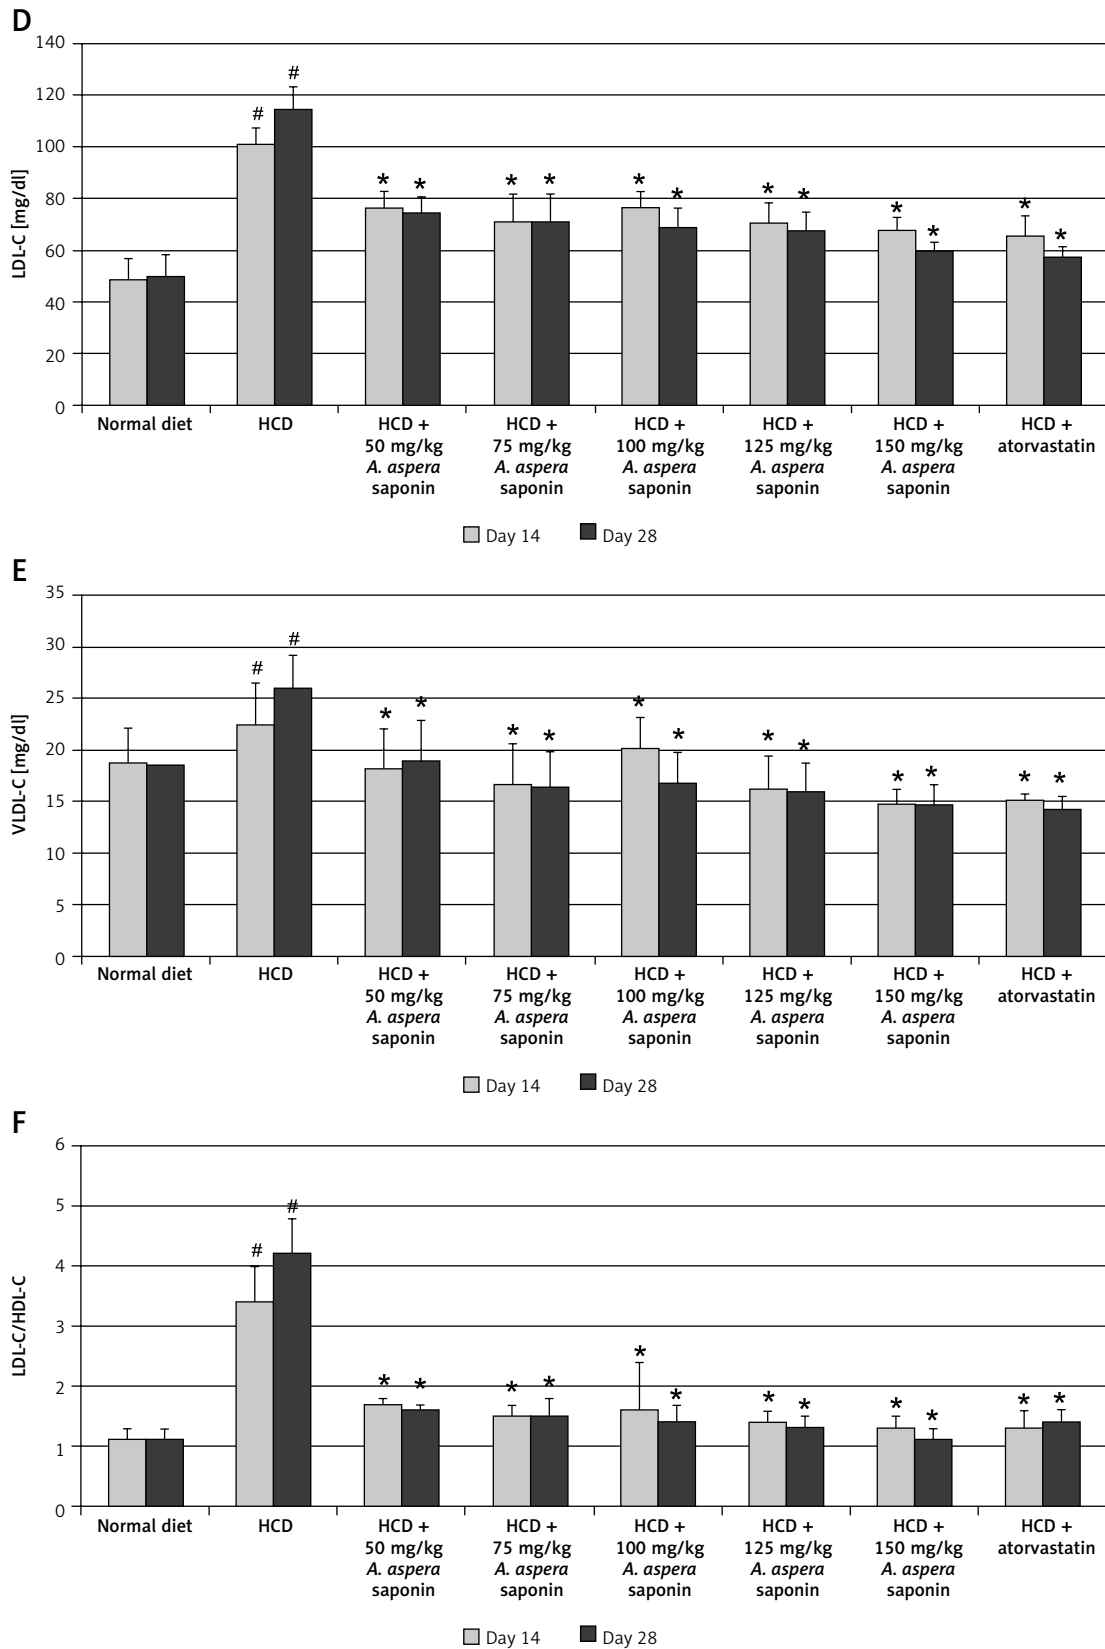 D
LDL-C [mg/dl]
140
120
100
80
60
40
20
0
# #
* * * * * * * * * * * *
Normal diet HCD HCD + HCD + HCD + HCD + HCD + HCD +
50 mg/kg 75 mg/kg 100 mg/kg 125 mg/kg 150 mg/kg atorvastatin
A. aspera A. aspera A. aspera A. aspera A. aspera
saponin saponin saponin saponin saponin
Day 14 Day 28
E
VLDL-C [mg/dl]
35
30
25
20
15
10
5
0
# #
* * * * * * * * * * * *
Normal diet HCD HCD + HCD + HCD + HCD + HCD + HCD +
50 mg/kg 75 mg/kg 100 mg/kg 125 mg/kg 150 mg/kg atorvastatin
A. aspera A. aspera A. aspera A. aspera A. aspera
saponin saponin saponin saponin saponin
Day 14 Day 28
F
LDL-C/HDL-C
6
5
4
3
2
1
0
# #
* * * * * * * * * * * *
Normal diet HCD HCD + HCD + HCD + HCD + HCD + HCD +
50 mg/kg 75 mg/kg 100 mg/kg 125 mg/kg 150 mg/kg atorvastatin
A. aspera A. aspera A. aspera A. aspera A. aspera
saponin saponin saponin saponin saponin
Day 14 Day 28